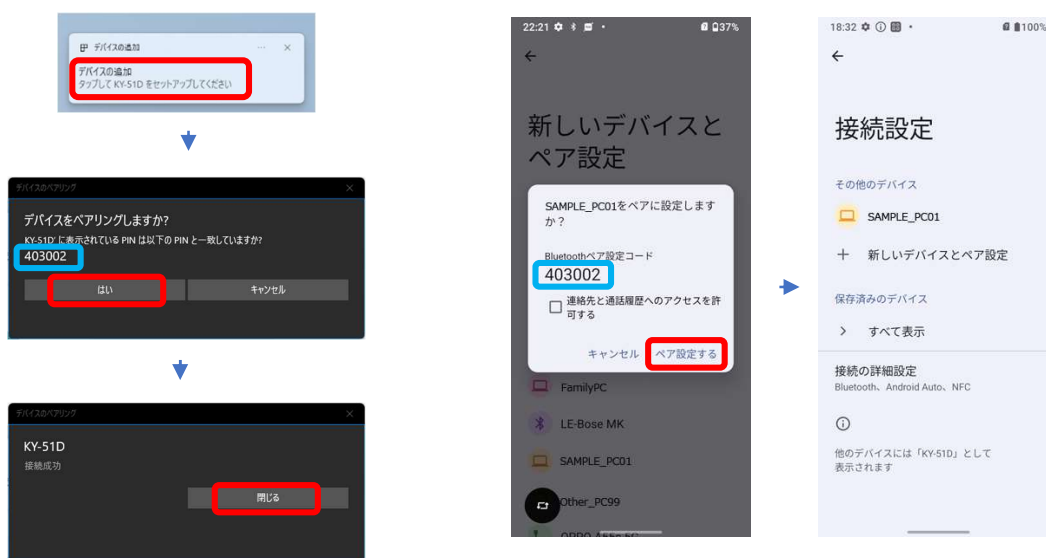 デバイスの追加
デバイスの追加
タップして KY-51D をセットアップしてください
デバイスのペアリング
デバイスをペアリングしますか?
KY-51D' に表示されている PIN は以下の PIN と一致していますか?
403002
はい
キャンセル
デバイスのペアリング
KY-51D
接続成功
閉じる
22:21
37%
新しいデバイスと
ペア設定
SAMPLE_PC01をペアに設定します
か？
Bluetoothペア設定コード
403002
連絡先と通話履歴へのアクセスを許
可する
キャンセル
ペア設定する
FamilyPC
LE-Bose MK
SAMPLE_PC01
Other_PC99
18:32
100%
接続設定
その他のデバイス
SAMPLE_PC01
新しいデバイスとペア設定
保存済みのデバイス
すべて表示
接続の詳細設定
Bluetooth、Android Auto、NFC
他のデバイスには「KY-51D」として
表示されます